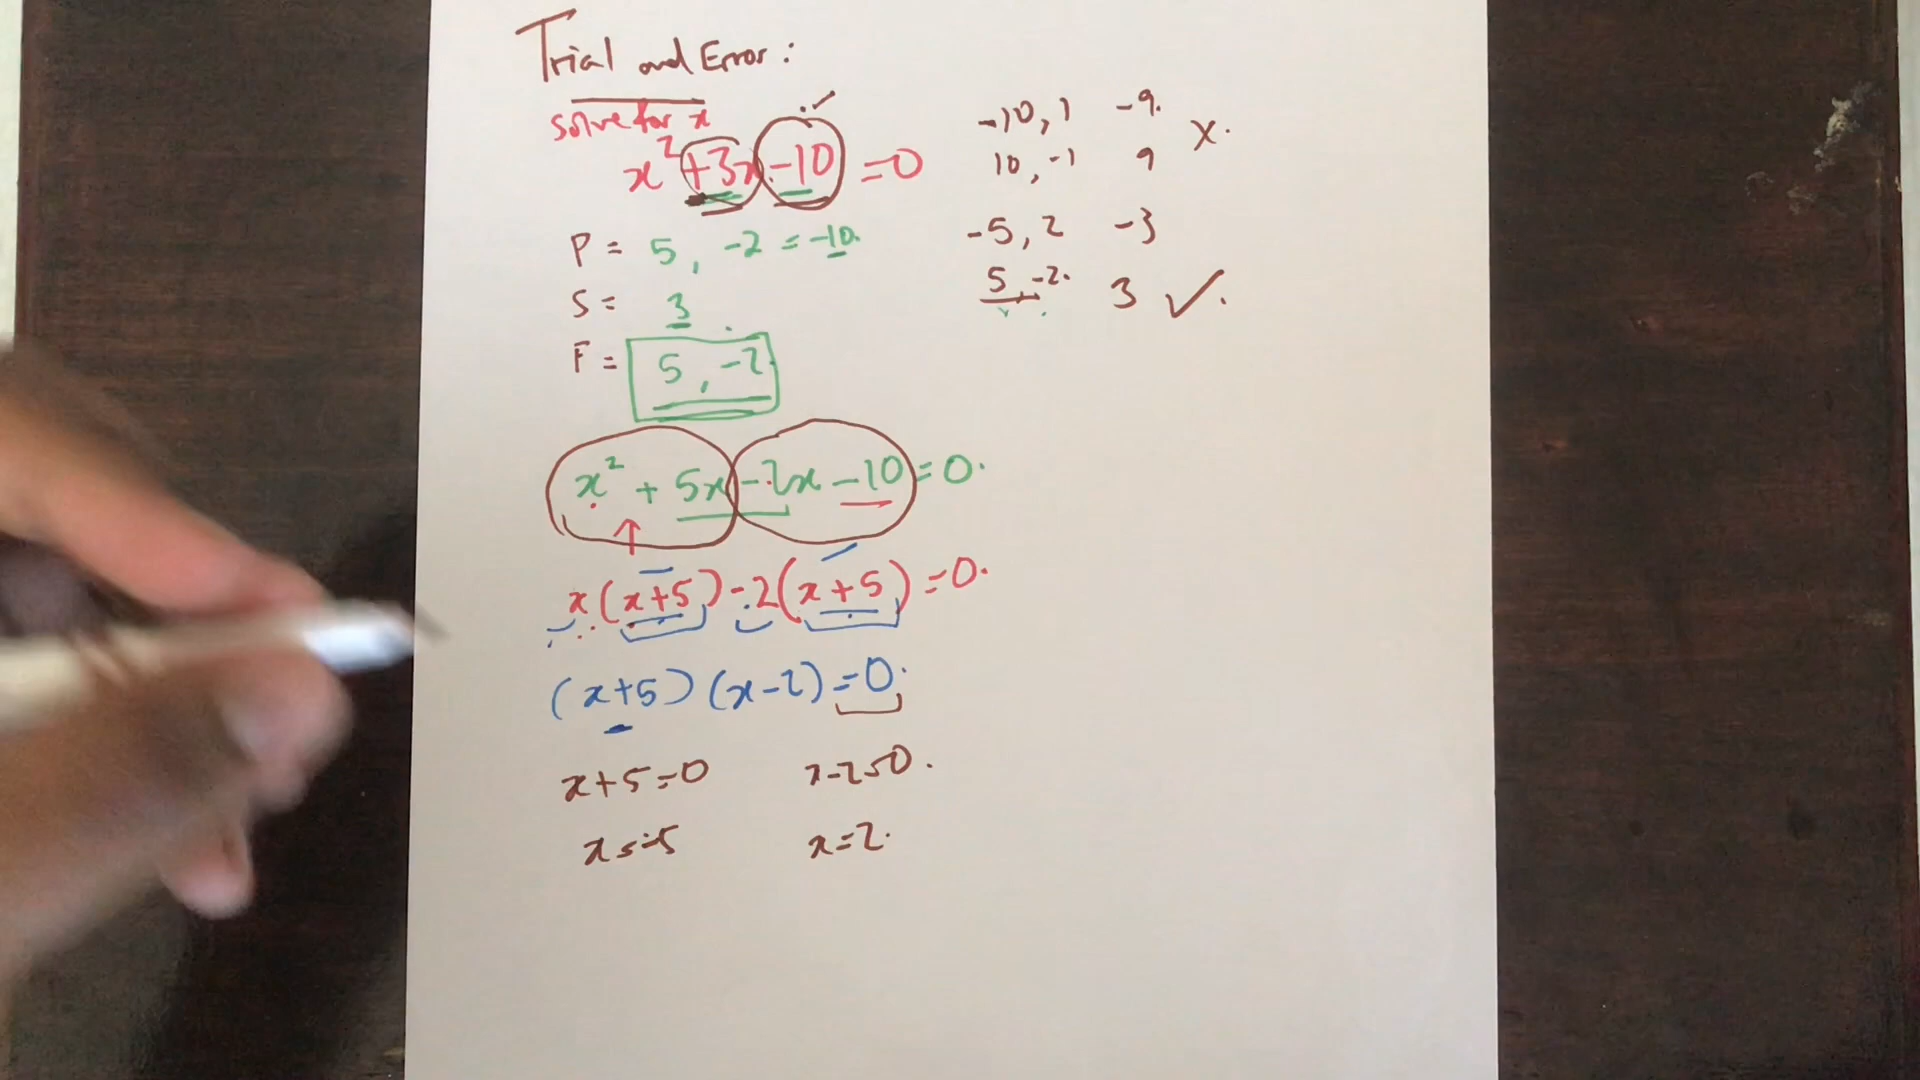 Trial and Error:
solve for x
x² +3x -10 =0
P = 5, -2 = -10.
S = 3
F = 5, -2
-10, 1 -9.
10, -1 9
X.
-5, 2 -3
5, -2. 3 ✓.
x² + 5x -2x -10 = 0.
x(x+5) -2(x+5) =0.
(x+5) (x-2) =0.
x+5=0 x-2=0.
x=-5 x=2.